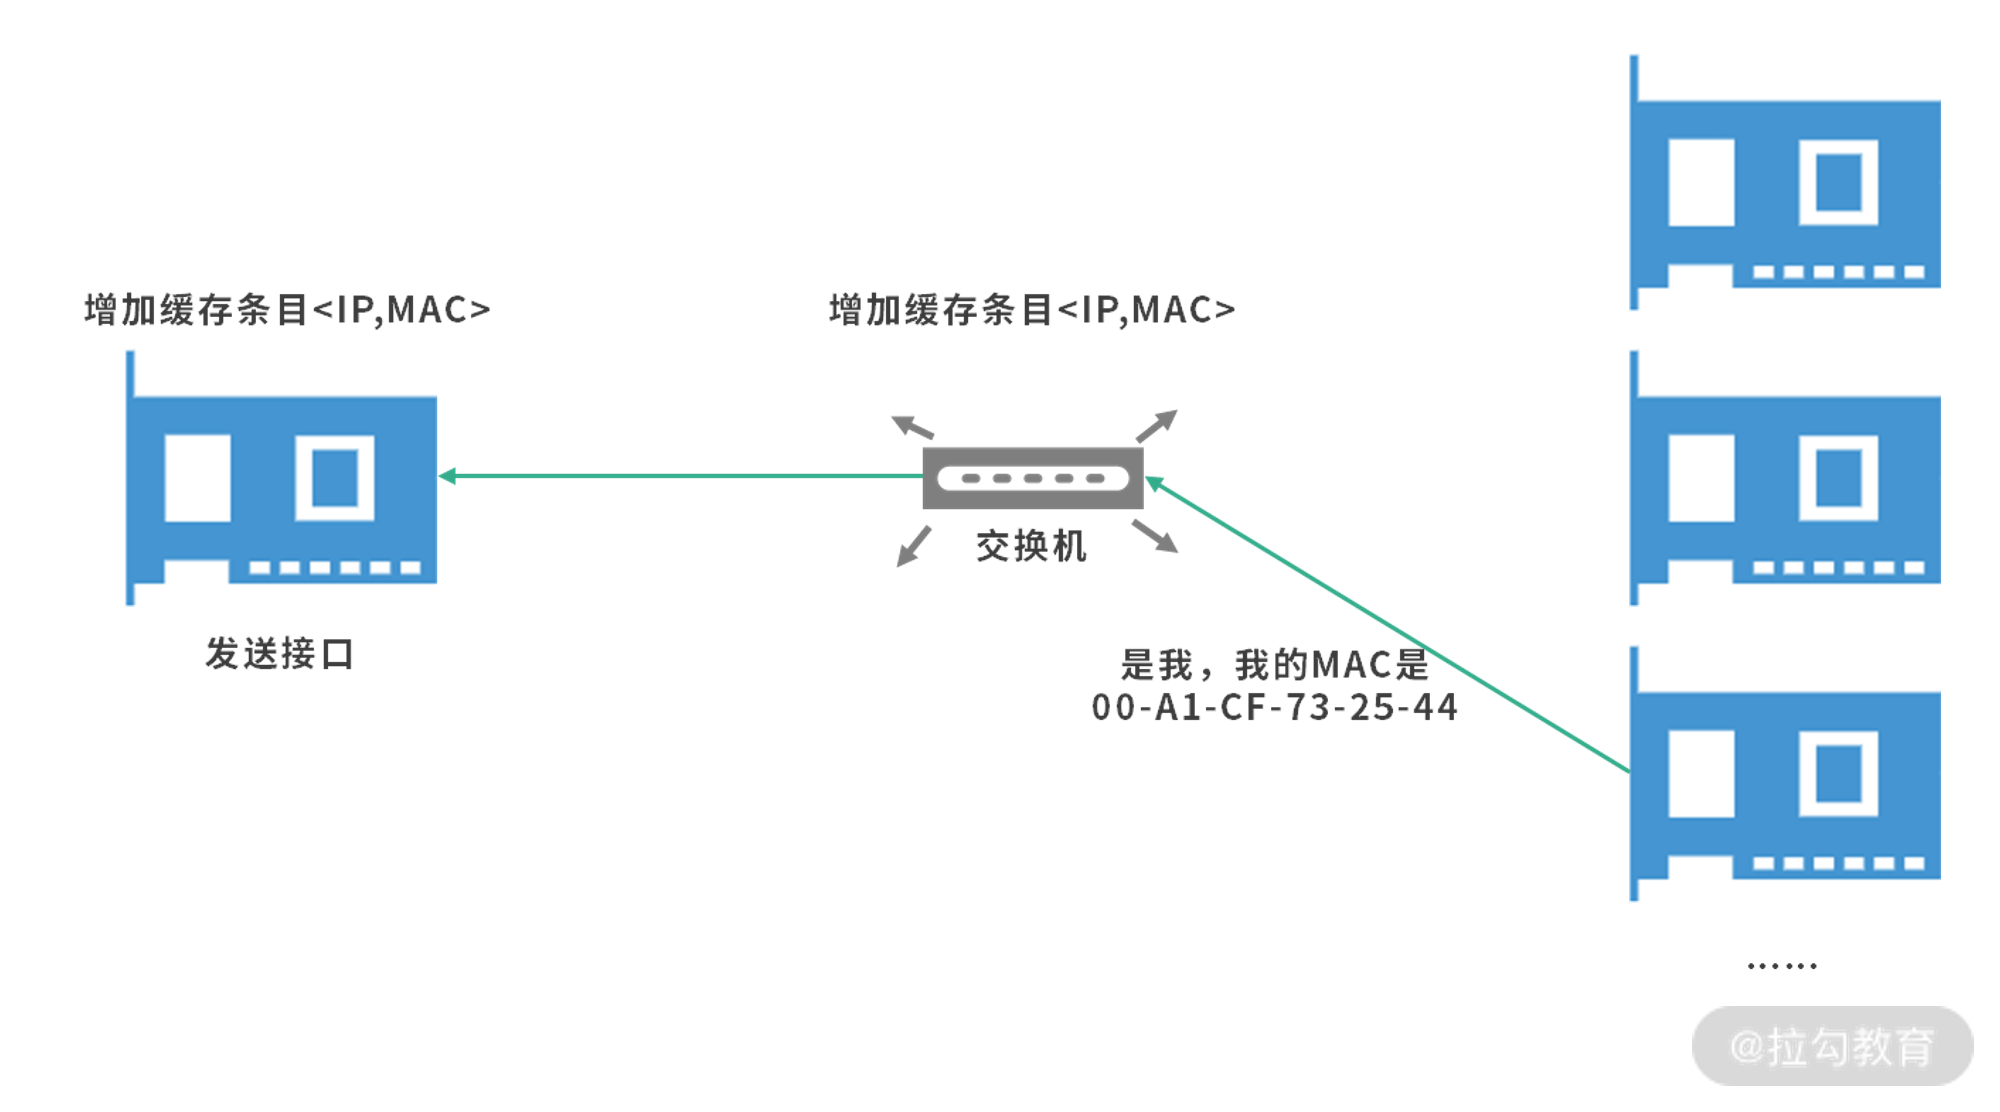 增加缓存条目<IP,MAC>
增加缓存条目<IP,MAC>
交换机
发送接口
是我，我的MAC是
00-A1-CF-73-25-44
……
@拉勾教育